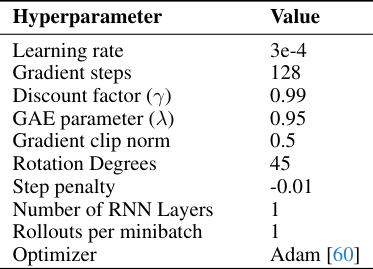 Hyperparameter Value
Learning rate 3e-4
Gradient steps 128
Discount factor (γ) 0.99
GAE parameter (λ) 0.95
Gradient clip norm 0.5
Rotation Degrees 45
Step penalty -0.01
Number of RNN Layers 1
Rollouts per minibatch 1
Optimizer Adam [60]